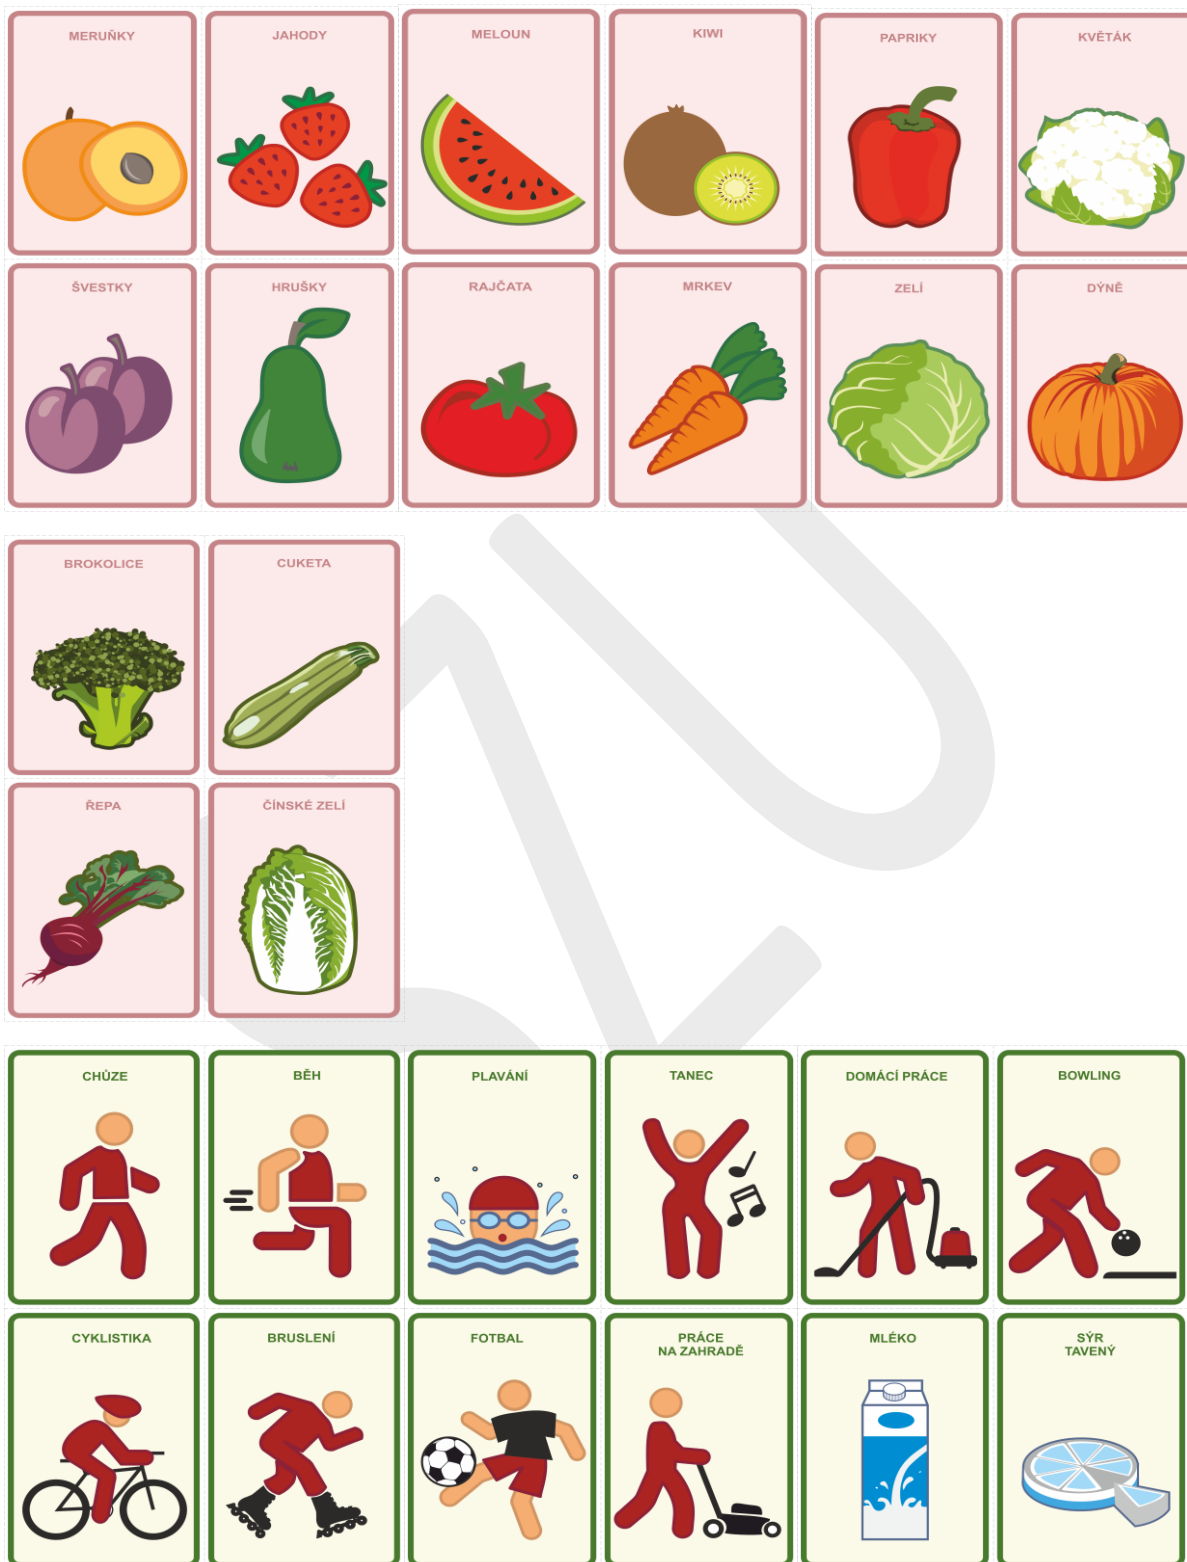 MERUŇKY
JAHODY
MELOUN
KIWI
PAPRIKY
KVĚTÁK
ŠVESTKY
HRUŠKY
RAJČATA
MRKEV
ZELÍ
DÝNĚ
BROKOLICE
CUKETA
ŘEPA
ČÍNSKÉ ZELÍ
CHŮZE
BĚH
PLAVÁNÍ
TANEC
DOMÁCÍ PRÁCE
BOWLING
CYKLISTIKA
BRUSLENÍ
FOTBAL
PRÁCE
NA ZAHRADĚ
MLÉKO
SÝR
TAVENÝ